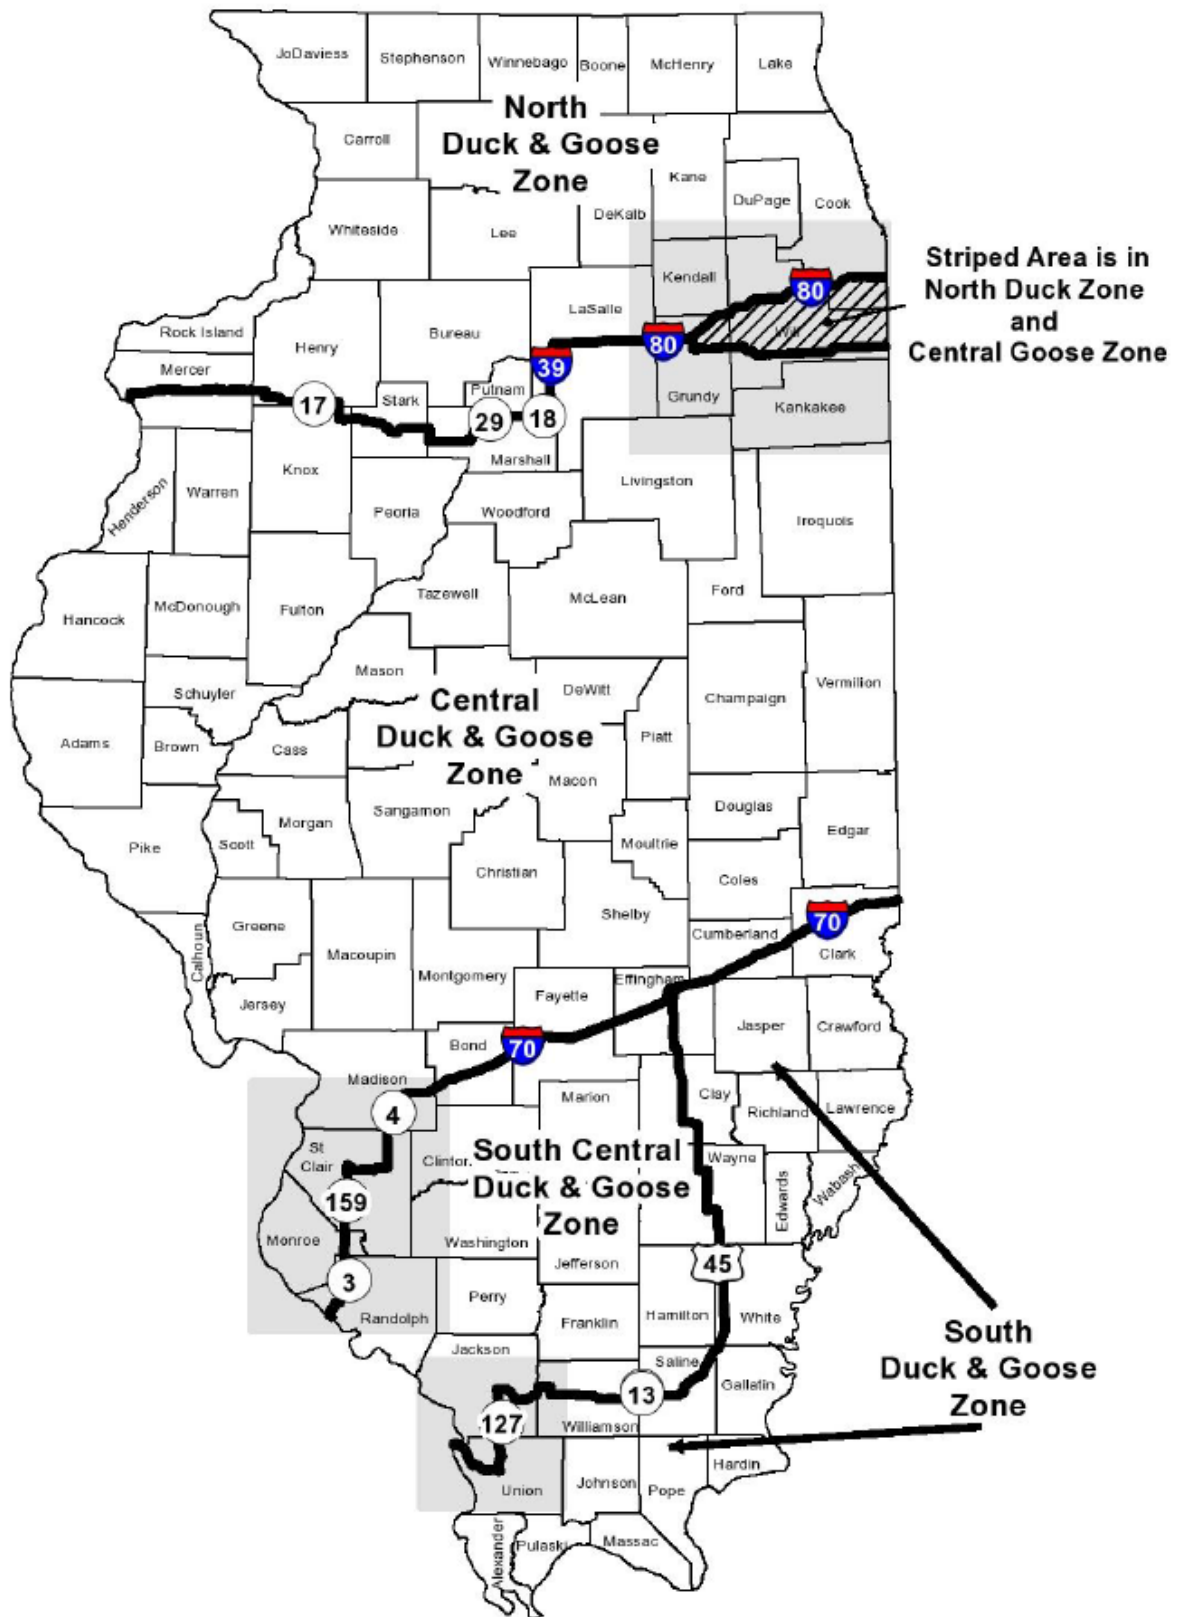 JoDaviess
Stephenson
Winnebago
Boone
McHenry
Lake
North
Duck & Goose
Zone
Carroll
Kane
DuPage
Cook
DeKalb
Whiteside
Lee
Kendall
Striped Area is in
North Duck Zone
and
Central Goose Zone
80
LaSalle
Rock Island
Bureau
Henry
80
Will
39
Mercer
Putnam
Stark
Grundy
Kankakee
17
29
18
Marshall
Knox
Livingston
Henderson
Warren
Peoria
Woodford
Iroquois
Ford
Tazewell
McLean
McDonough
Fulton
Hancock
Mason
Vermilion
Schuyler
DeWitt
Champaign
Central
Duck & Goose
Zone
Adams
Brown
Cass
Piatt
Macon
Douglas
Sangamon
Morgan
Edgar
Scott
Moultrie
Pike
Christian
Coles
Shelby
70
Greene
Cumberland
Calhoun
Macoupin
Clark
Montgomery
Effingham
Fayette
Jersey
Jasper
Crawford
Bond
70
Madison
Marion
Clay
4
Richland
Lawrence
St
Clair
Clinton
South Central
Duck & Goose
Zone
Wayne
Edwards
Wabash
159
Monroe
Washington
Jefferson
45
3
Perry
Randolph
Franklin
Hamilton
White
South
Duck & Goose
Zone
Jackson
Saline
Gallatin
13
127
Williamson
Hardin
Union
Johnson
Pope
Alexander
Pulaski
Massac